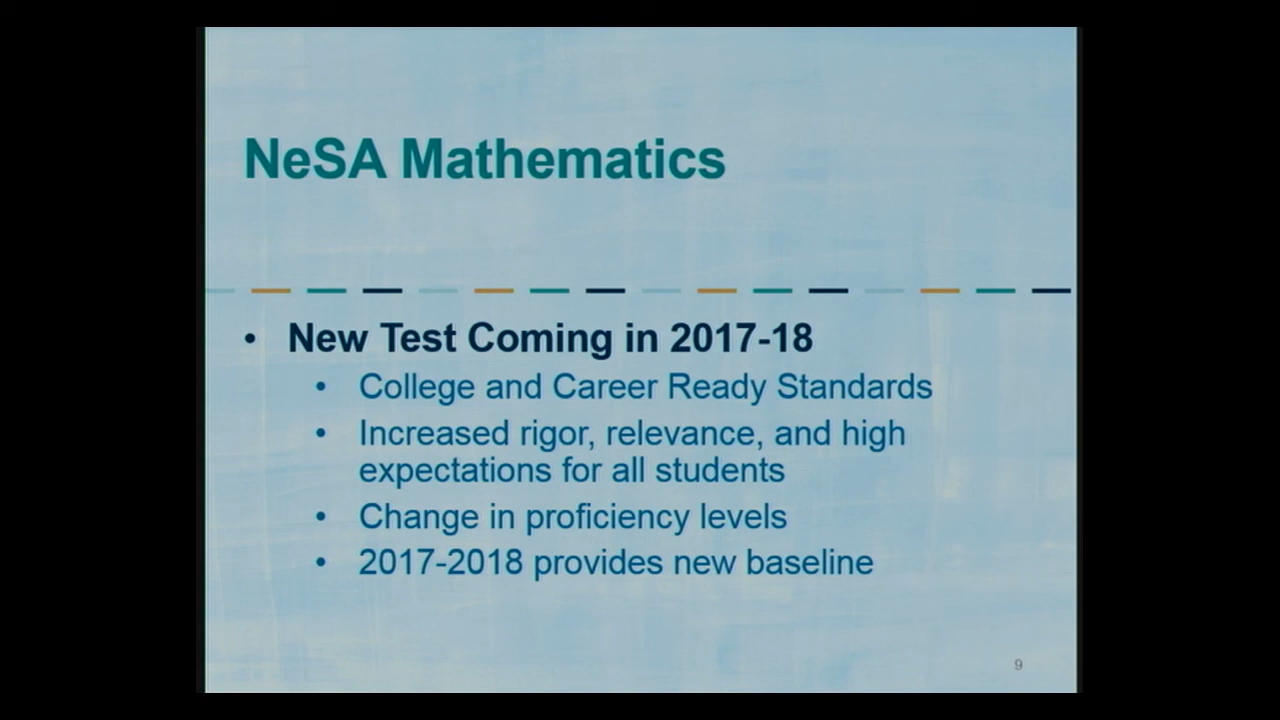 NeSA Mathematics
• New Test Coming in 2017-18
• College and Career Ready Standards
• Increased rigor, relevance, and high
expectations for all students
• Change in proficiency levels
• 2017-2018 provides new baseline
9